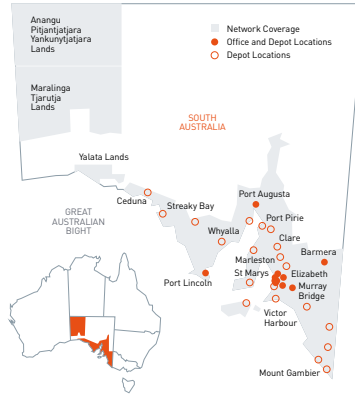 Anangu
Pitjantjatjara
Yankunytjatjara
Lands
Network Coverage
Office and Depot Locations
Depot Locations
Maralinga
Tjarutja
Lands
SOUTH
AUSTRALIA
Yalata Lands
Ceduna
Streaky Bay
Port Augusta
GREAT
AUSTRALIAN
BIGHT
Whyalla
Port Pirie
Clare
Barmera
Marleston
Port Lincoln
St Marys
Elizabeth
Murray
Bridge
Victor
Harbour
Mount Gambier